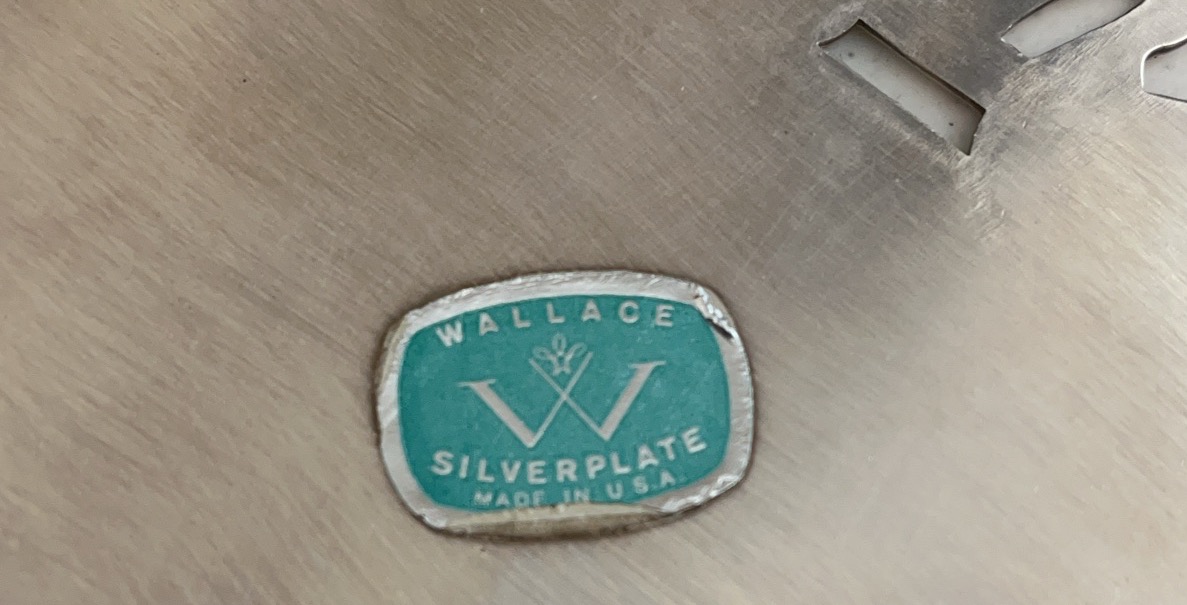 WALLACE
W
SILVERPLATE
MADE IN U.S.A.